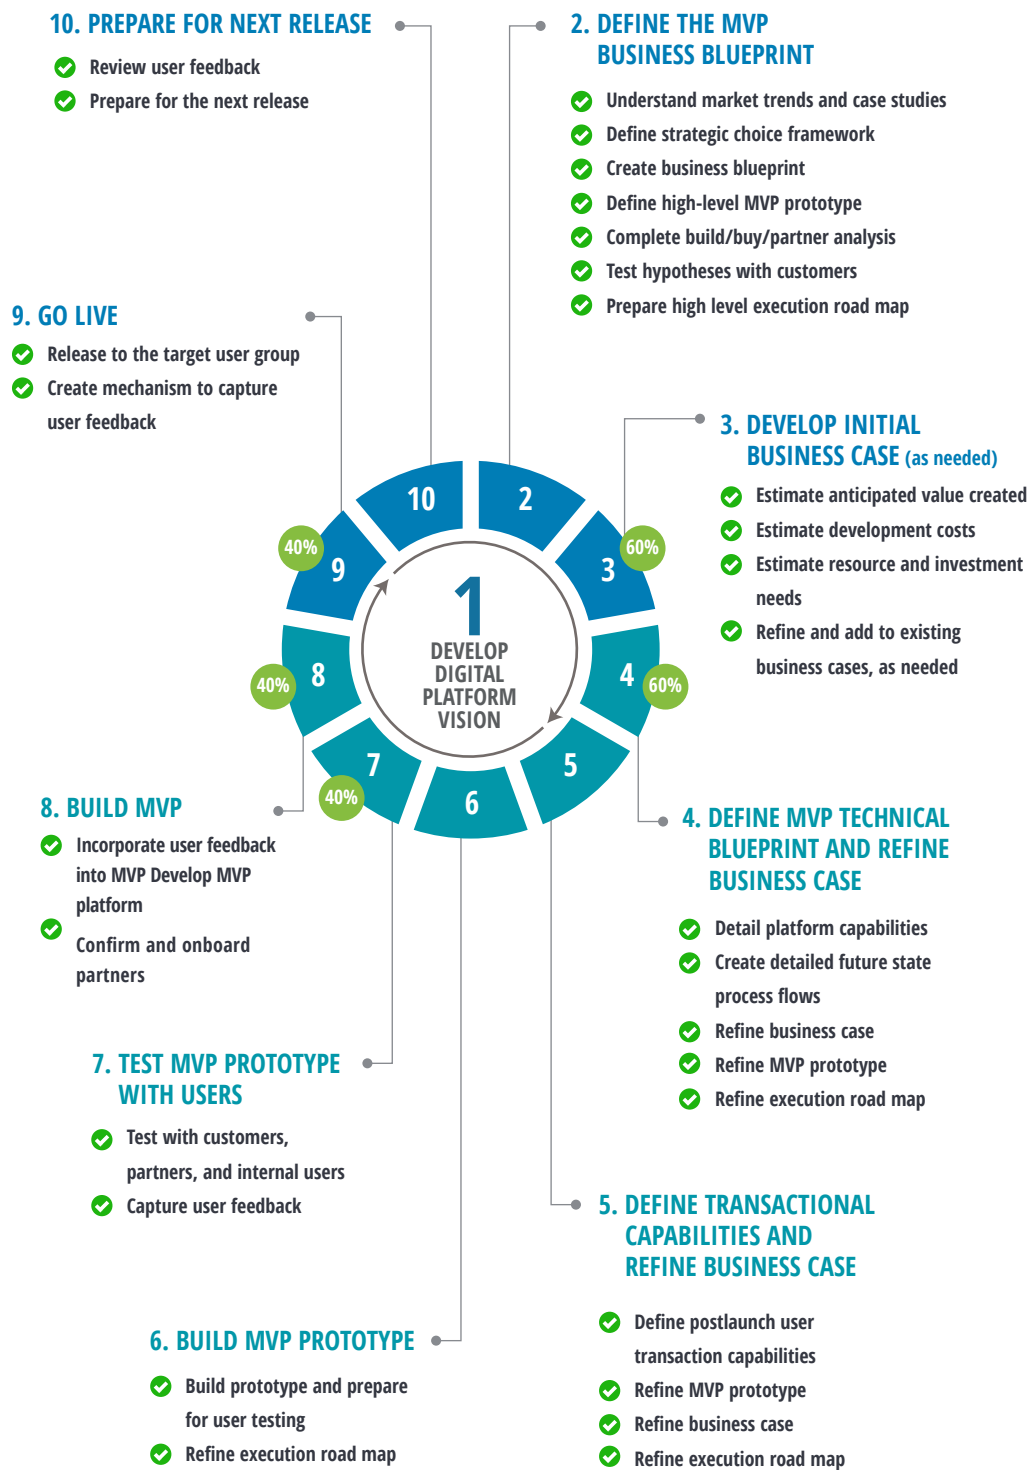 10. PREPARE FOR NEXT RELEASE
Review user feedback
Prepare for the next release
2. DEFINE THE MVP
BUSINESS BLUEPRINT
Understand market trends and case studies
Define strategic choice framework
Create business blueprint
Define high-level MVP prototype
Complete build/buy/partner analysis
Test hypotheses with customers
Prepare high level execution road map
9. GO LIVE
Release to the target user group
Create mechanism to capture
user feedback
3. DEVELOP INITIAL
BUSINESS CASE (as needed)
Estimate anticipated value created
Estimate development costs
Estimate resource and investment
needs
Refine and add to existing
business cases, as needed
10
2
40%
9
3
60%
1
DEVELOP
DIGITAL
PLATFORM
VISION
40%
8
4
60%
7
40%
6
5
8. BUILD MVP
Incorporate user feedback
into MVP Develop MVP
platform
Confirm and onboard
partners
4. DEFINE MVP TECHNICAL
BLUEPRINT AND REFINE
BUSINESS CASE
Detail platform capabilities
Create detailed future state
process flows
Refine business case
Refine MVP prototype
Refine execution road map
7. TEST MVP PROTOTYPE
WITH USERS
Test with customers,
partners, and internal users
Capture user feedback
5. DEFINE TRANSACTIONAL
CAPABILITIES AND
REFINE BUSINESS CASE
Define postlaunch user
transaction capabilities
Refine MVP prototype
Refine business case
Refine execution road map
6. BUILD MVP PROTOTYPE
Build prototype and prepare
for user testing
Refine execution road map